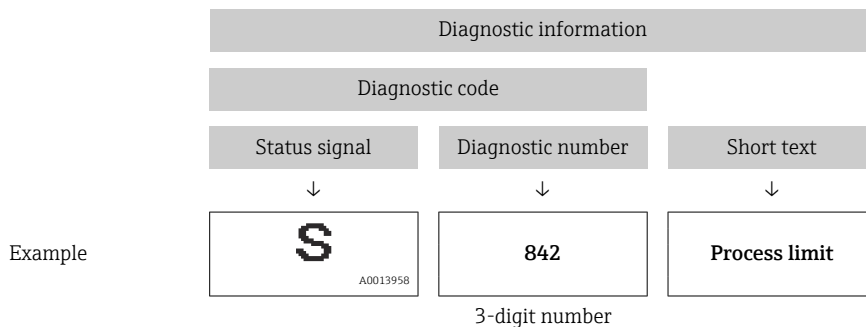 Diagnostic information
Diagnostic code
Status signal Diagnostic number Short text
↓ ↓ ↓
Example S 842 Process limit
A0013958
3-digit number